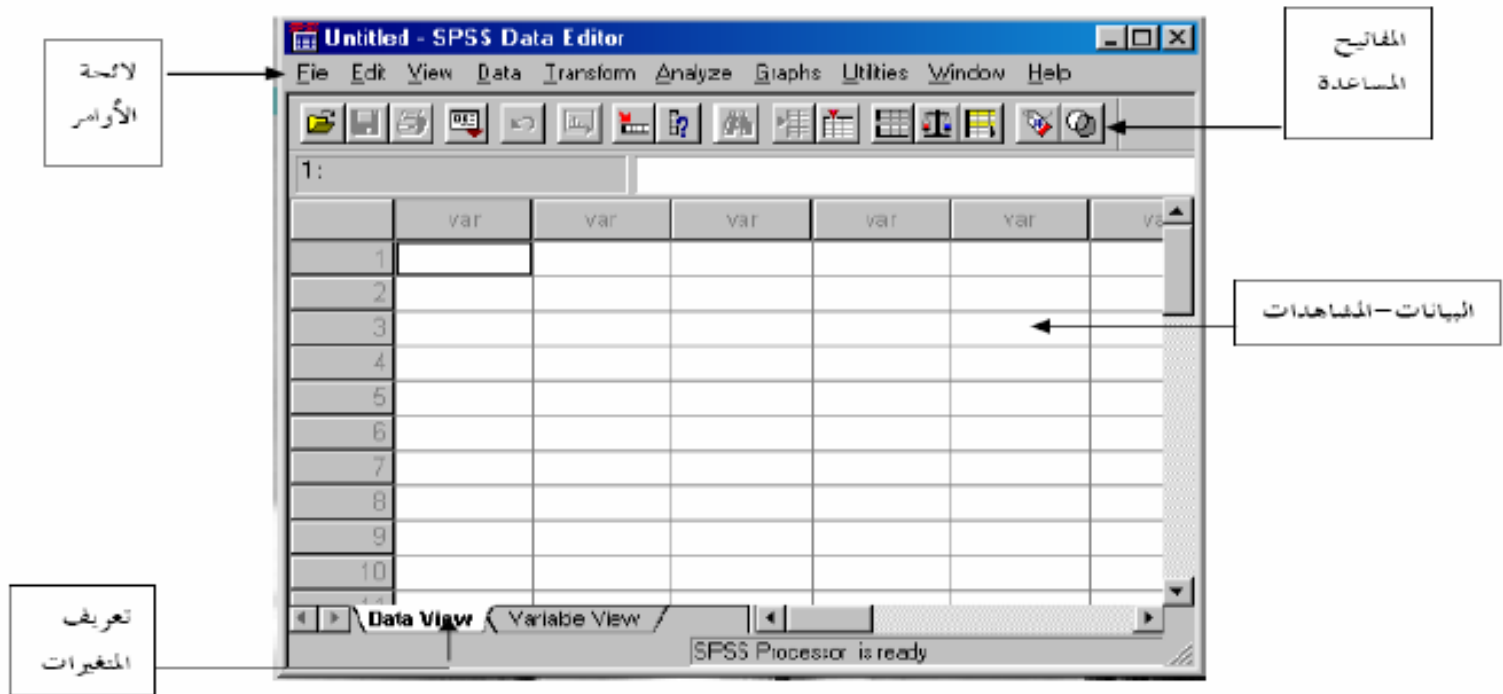 Untitled - SPSS Data Editor
File Edit View Data Transform Analyze Graphs Utilities Window Help
لائحة
الأوامر
المفاتيح
المساعدة
1:
var var var var var va
1
2
3
4
5
6
7
8
9
10
11
البيانات-المشاهدات
Data View Variable View
SPSS Processor is ready
تعريف
المتغيرات